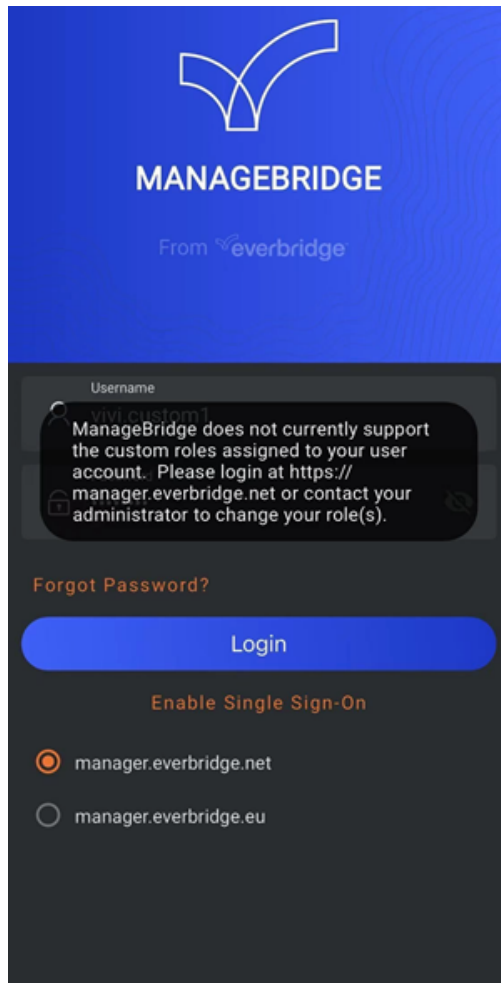 MANAGEBRIDGE
From everbridge
Username
vivi.custom1
ManageBridge does not currently support
the custom roles assigned to your user
account. Please login at https://
manager.everbridge.net or contact your
administrator to change your role(s).
Forgot Password?
Login
Enable Single Sign-On
manager.everbridge.net
manager.everbridge.eu